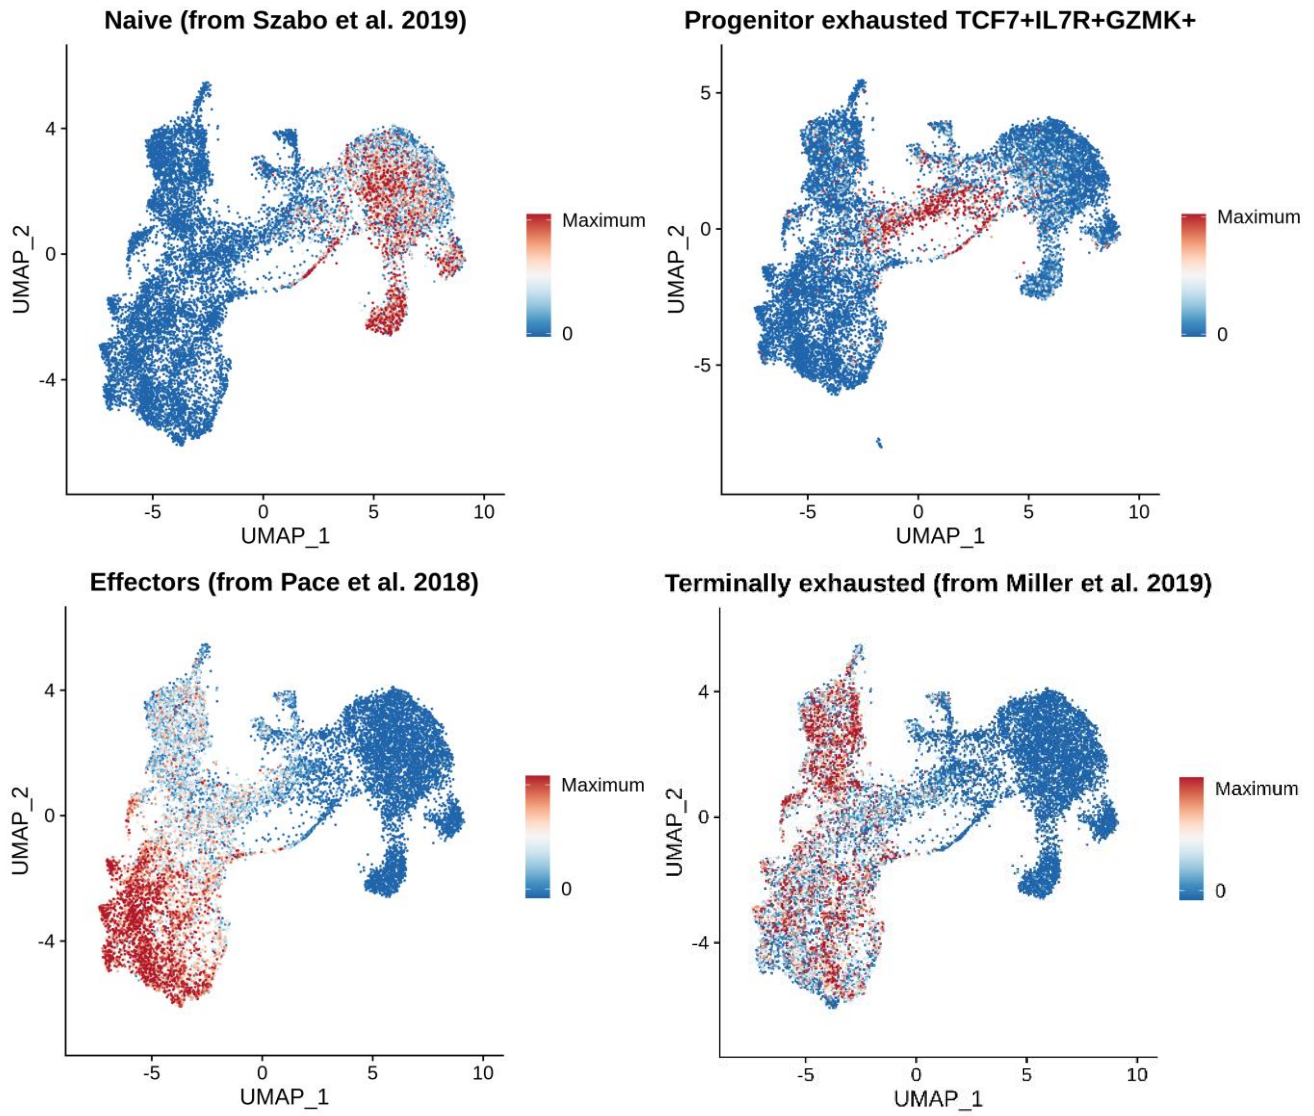 Naive (from Szabo et al. 2019)
4
0
-4
UMAP_2
-5
0
5
10
UMAP_1
Maximum
0
Progenitor exhausted TCF7+IL7R+GZMK+
5
0
-5
UMAP_2
-5
0
5
10
UMAP_1
Maximum
0
Effectors (from Pace et al. 2018)
4
0
-4
UMAP_2
-5
0
5
10
UMAP_1
Maximum
0
Terminally exhausted (from Miller et al. 2019)
4
0
-4
UMAP_2
-5
0
5
10
UMAP_1
Maximum
0